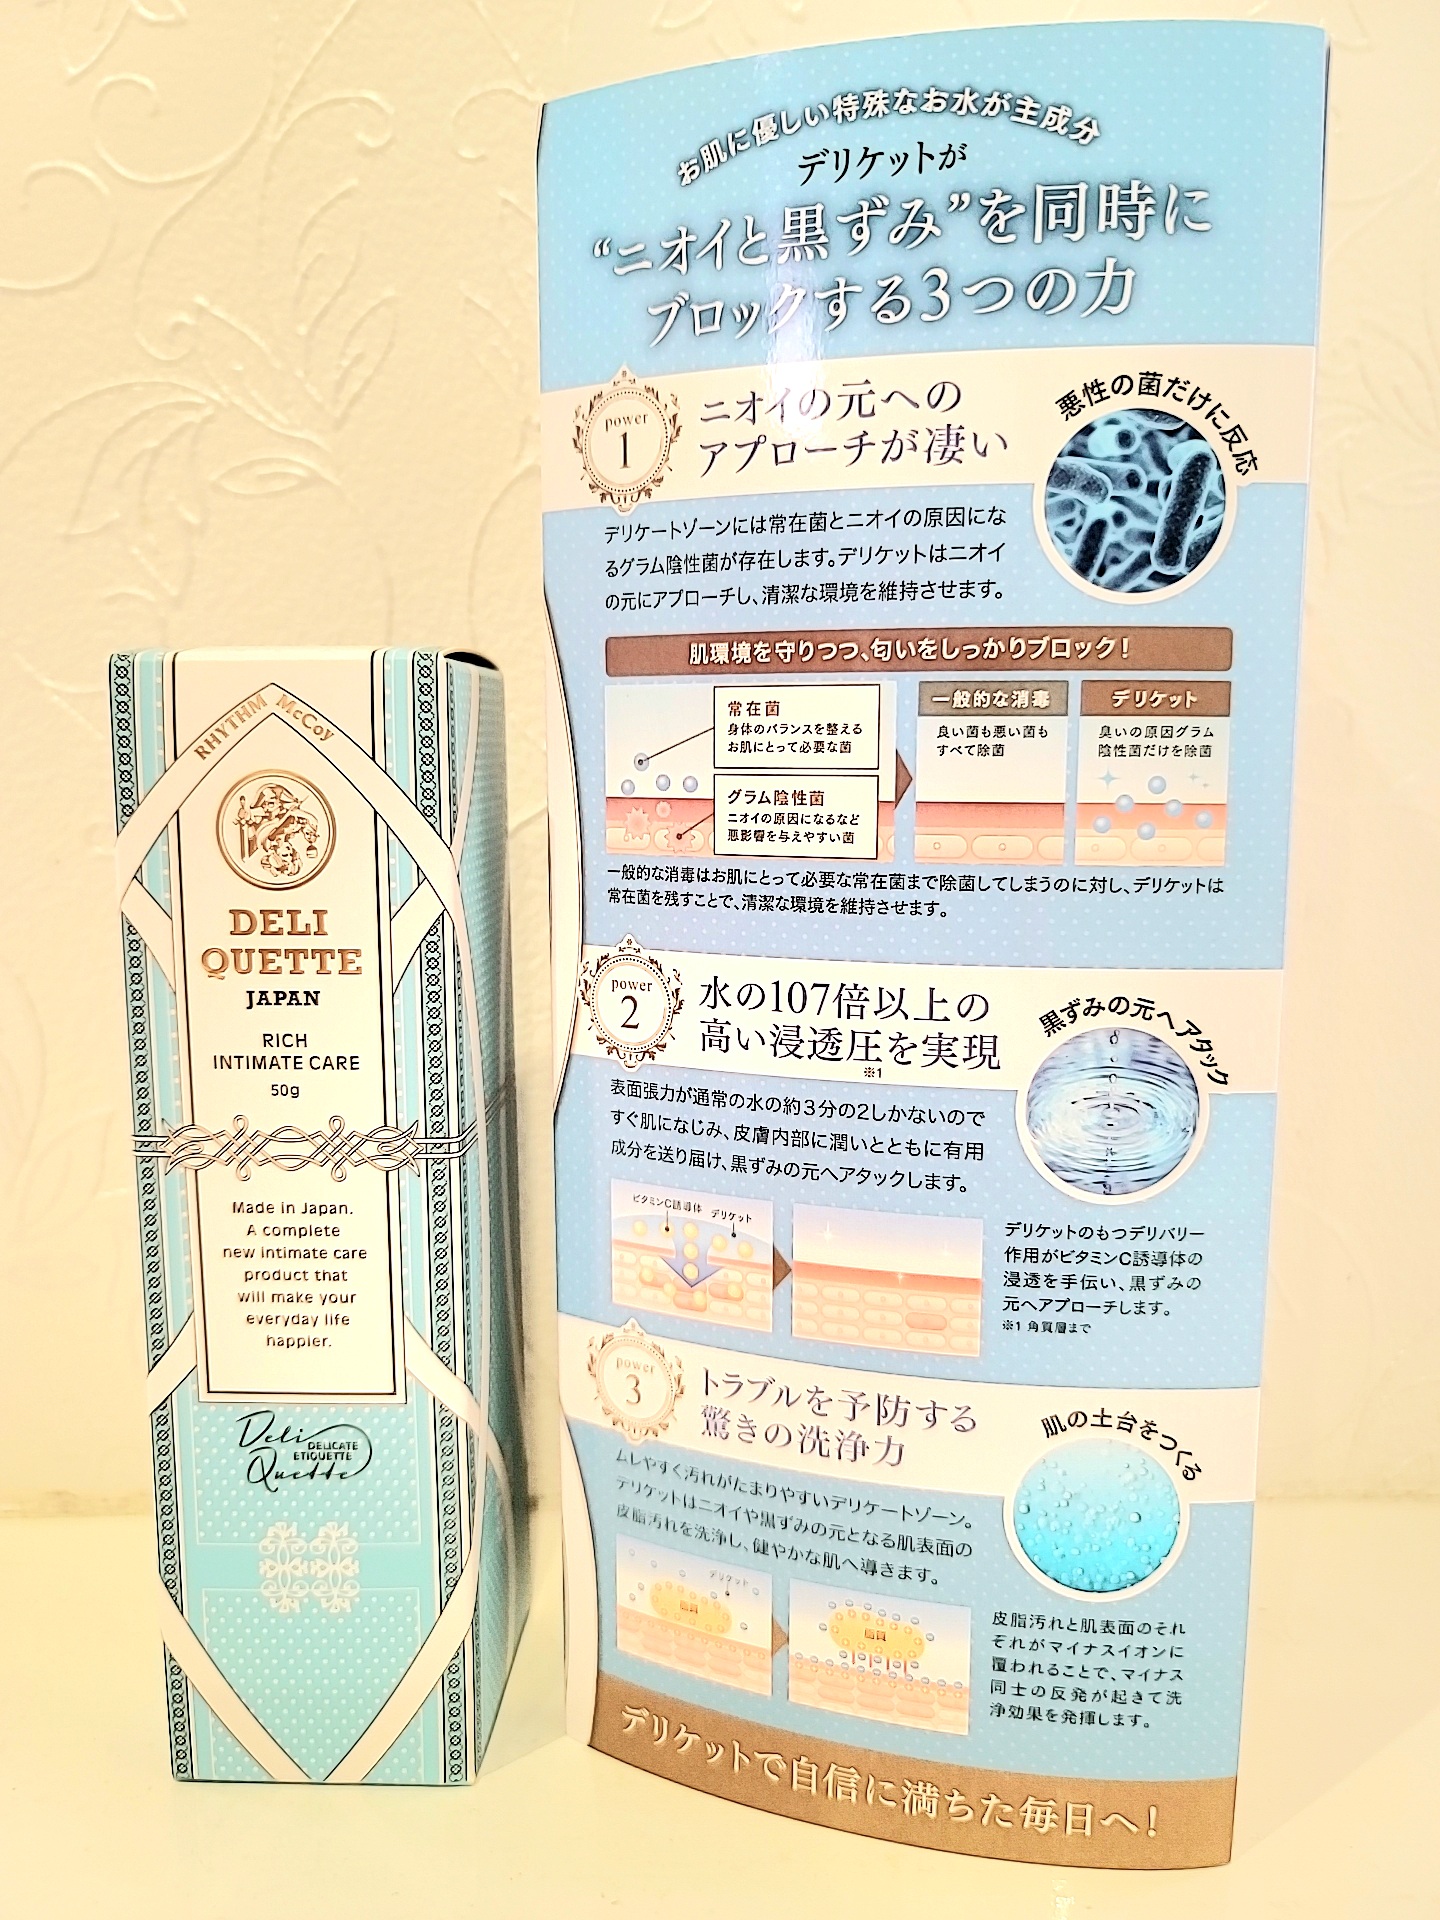 RHYTHM McCoy
DELI
QUETTE
JAPAN
RICH
INTIMATE CARE
50g
Made in Japan.
A complete
new intimate care
product that
will make your
everyday life
happier.
Deli
DELICATE
ETIQUETTE
Quette
お肌に優しい特殊なお水が主成分
デリケットが
“ニオイと黒ずみ”を同時に
ブロックする3つの力
power
1
ニオイの元への
アプローチが凄い
悪性の菌だけに反応
デリケートゾーンには常在菌とニオイの原因にな
るグラム陰性菌が存在します。デリケットはニオイ
の元にアプローチし、清潔な環境を維持させます。
肌環境を守りつつ、匂いをしっかりブロック!
常在菌
身体のバランスを整える
お肌にとって必要な菌
グラム陰性菌
ニオイの原因になるなど
悪影響を与えやすい菌
一般的な消毒
良い菌も悪い菌も
すべて除菌
デリケット
臭いの原因グラム
陰性菌だけを除菌
一般的な消毒はお肌にとって必要な常在菌まで除菌してしまうのに対し、デリケットは
常在菌を残すことで、清潔な環境を維持させます。
power
2
水の107倍以上の
高い浸透圧を実現
※1
黒ずみの元へアタック
表面張力が通常の水の約3分の2しかないので
すぐ肌になじみ、皮膚内部に潤いとともに有用
成分を送り届け、黒ずみの元へアタックします。
ビタミンC誘導体 デリケット
デリケットのもつデリバリー
作用がビタミンC誘導体の
浸透を手伝い、黒ずみの
元へアプローチします。
※1 角質層まで
power
3
トラブルを予防する
驚きの洗浄力
肌の土台をつくる
ムレやすく汚れがたまりやすいデリケートゾーン。
デリケットはニオイや黒ずみの元となる肌表面の
皮脂汚れを洗浄し、健やかな肌へ導きます。
デリケット
脂質
脂質
皮脂汚れと肌表面のそれ
ぞれがマイナスイオンに
覆われることで、マイナス
同士の反発が起きて洗
浄効果を発揮します。
デリケットで自信に満ちた毎日へ!